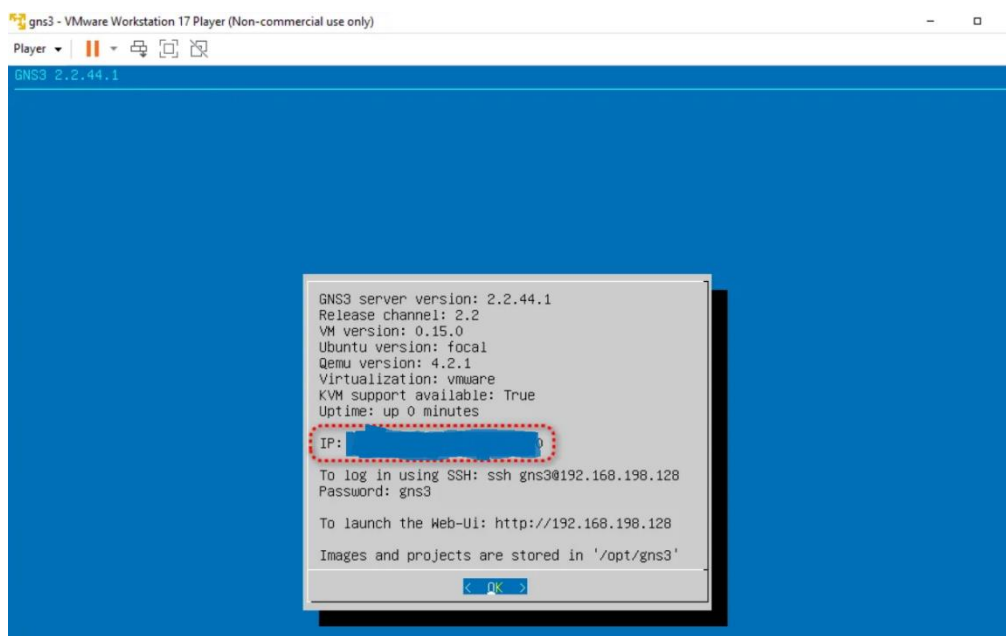 gns3 - VMware Workstation 17 Player (Non-commercial use only)
Player
GNS3 2.2.44.1
GNS3 server version: 2.2.44.1
Release channel: 2.2
VM version: 0.15.0
Ubuntu version: focal
Qemu version: 4.2.1
Virtualization: vmware
KVM support available: True
Uptime: up 0 minutes
IP:
To log in using SSH: ssh gns3@192.168.198.128
Password: gns3
To launch the Web-Ui: http://192.168.198.128
Images and projects are stored in '/opt/gns3'
< OK >